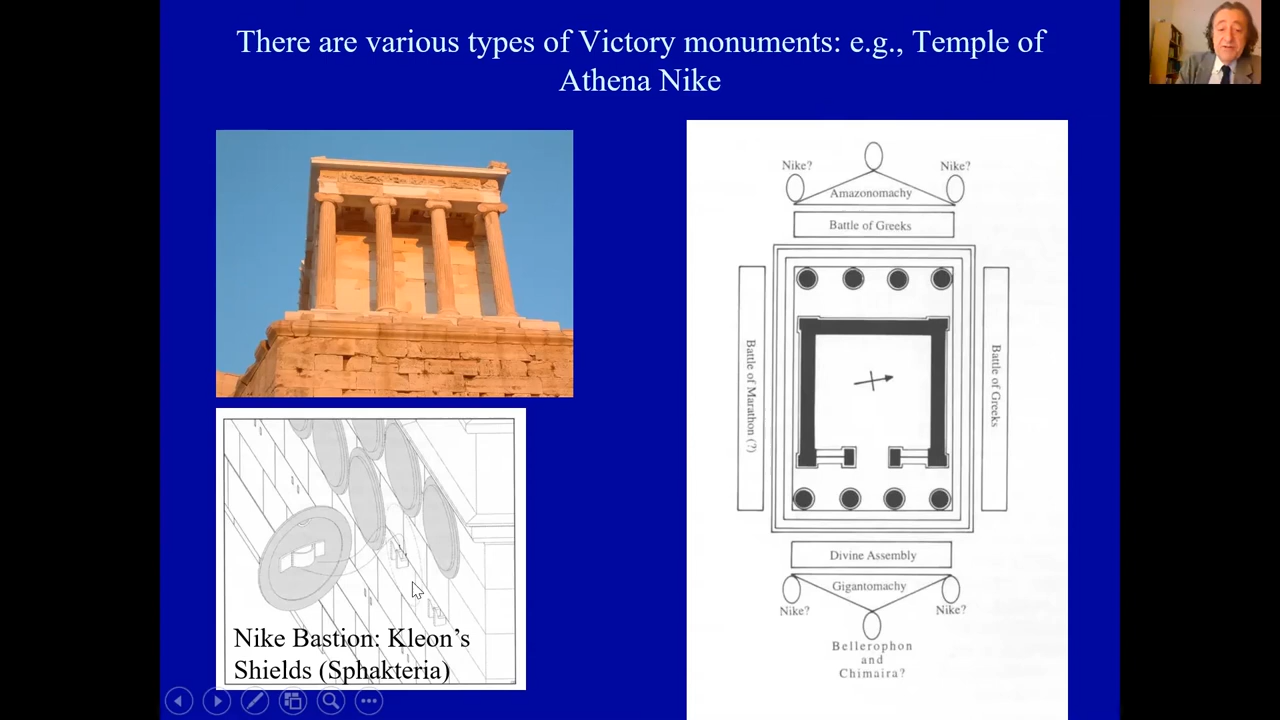 There are various types of Victory monuments: e.g., Temple of
Athena Nike
Nike Bastion: Kleon’s
Shields (Sphakteria)
Nike?
Nike?
Amazonomachy
Battle of Greeks
Battle of Marathon (?)
Battle of Greeks
Divine Assembly
Gigantomachy
Nike?
Nike?
Bellerophon
and
Chimaira?